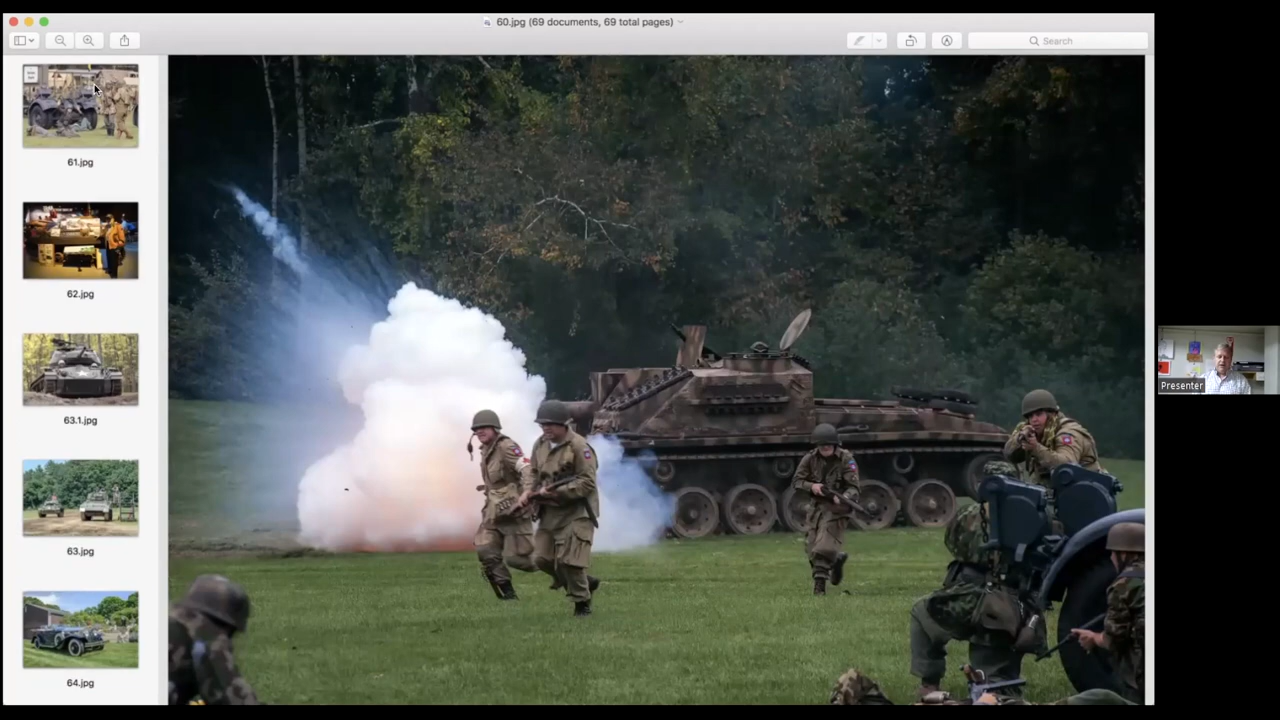 60.jpg (69 documents, 69 total pages)
Search
61.jpg
62.jpg
63.1.jpg
63.jpg
64.jpg
Presenter